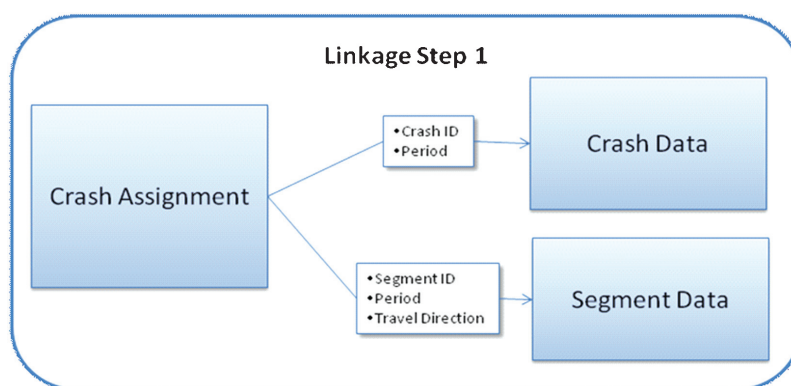 Linkage Step 1
Crash Assignment
•Crash ID
•Period
Crash Data
•Segment ID
•Period
•Travel Direction
Segment Data